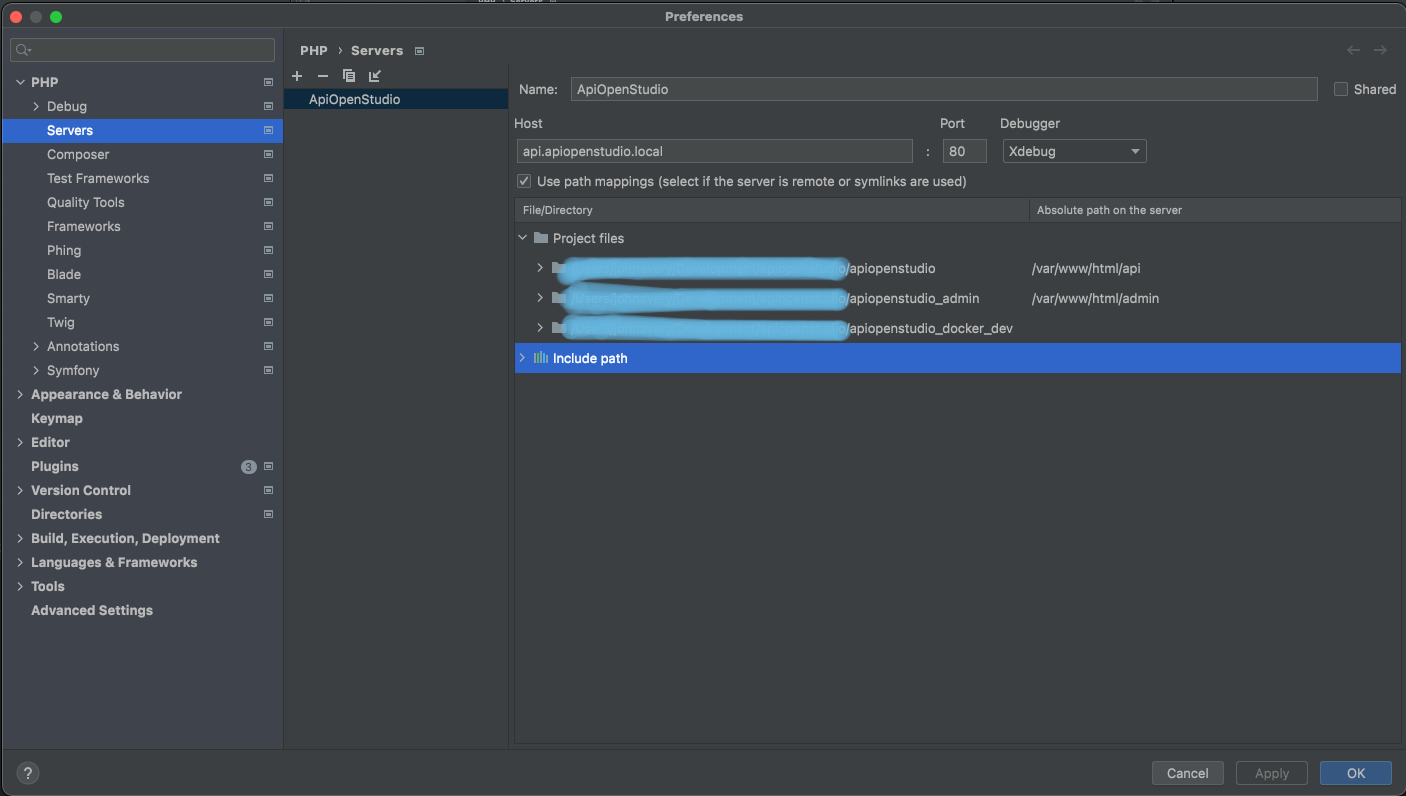 Preferences
PHP › Servers
PHP
Debug
Servers
Composer
Test Frameworks
Quality Tools
Frameworks
Phing
Blade
Smarty
Twig
Annotations
Symfony
Appearance & Behavior
Keymap
Editor
Plugins 3
Version Control
Directories
Build, Execution, Deployment
Languages & Frameworks
Tools
Advanced Settings
ApiOpenStudio
Name: ApiOpenStudio Shared
Host Port Debugger
api.apiopenstudio.local : 80 Xdebug
Use path mappings (select if the server is remote or symlinks are used)
File/Directory Absolute path on the server
Project files
/apiopenstudio /var/www/html/api
/apiopenstudio_admin /var/www/html/admin
/apiopenstudio_docker_dev
Include path
? Cancel Apply OK